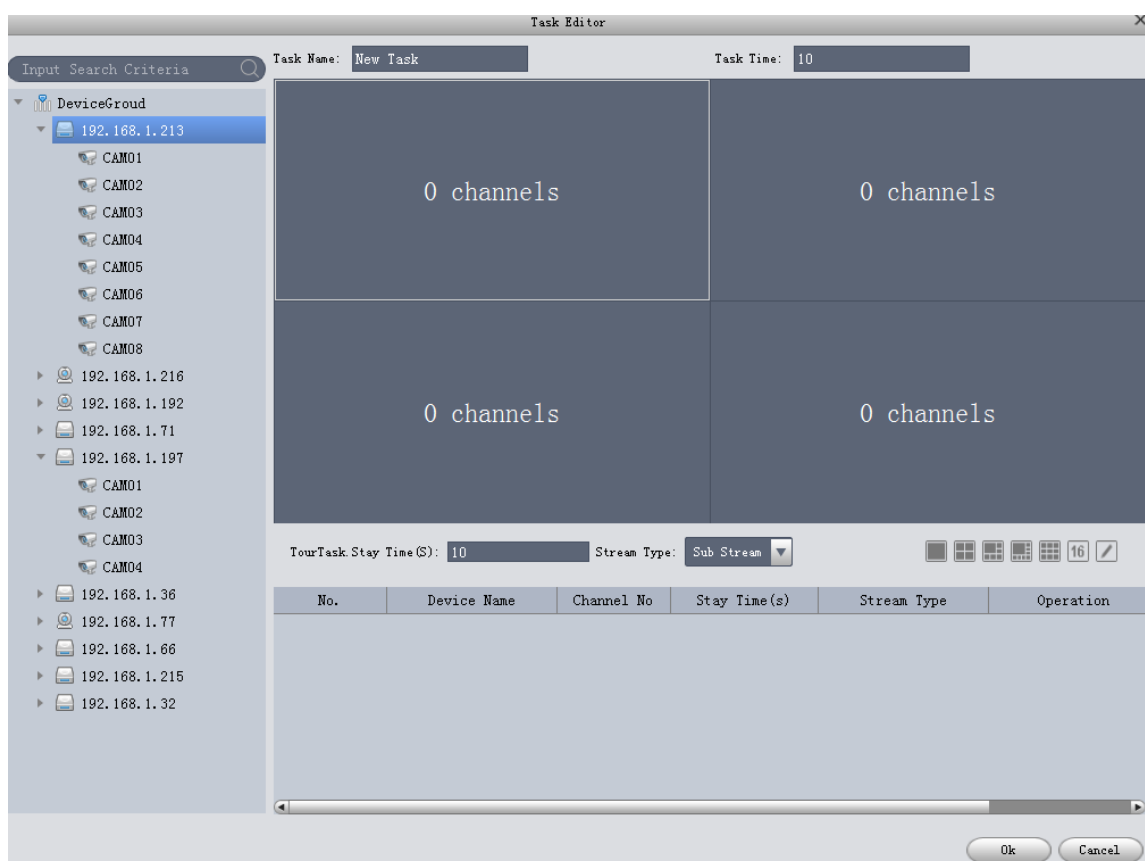 Task Editor
Input Search Criteria
Task Name: New Task
Task Time: 10
DeviceGroud
192.168.1.213
CAM01
CAM02
CAM03
CAM04
CAM05
CAM06
CAM07
CAM08
192.168.1.216
192.168.1.192
192.168.1.71
192.168.1.197
CAM01
CAM02
CAM03
CAM04
192.168.1.36
192.168.1.77
192.168.1.66
192.168.1.215
192.168.1.32
0 channels
0 channels
0 channels
0 channels
TourTask.Stay Time(S): 10 Stream Type: Sub Stream 16
No. Device Name Channel No Stay Time(s) Stream Type Operation
Ok Cancel